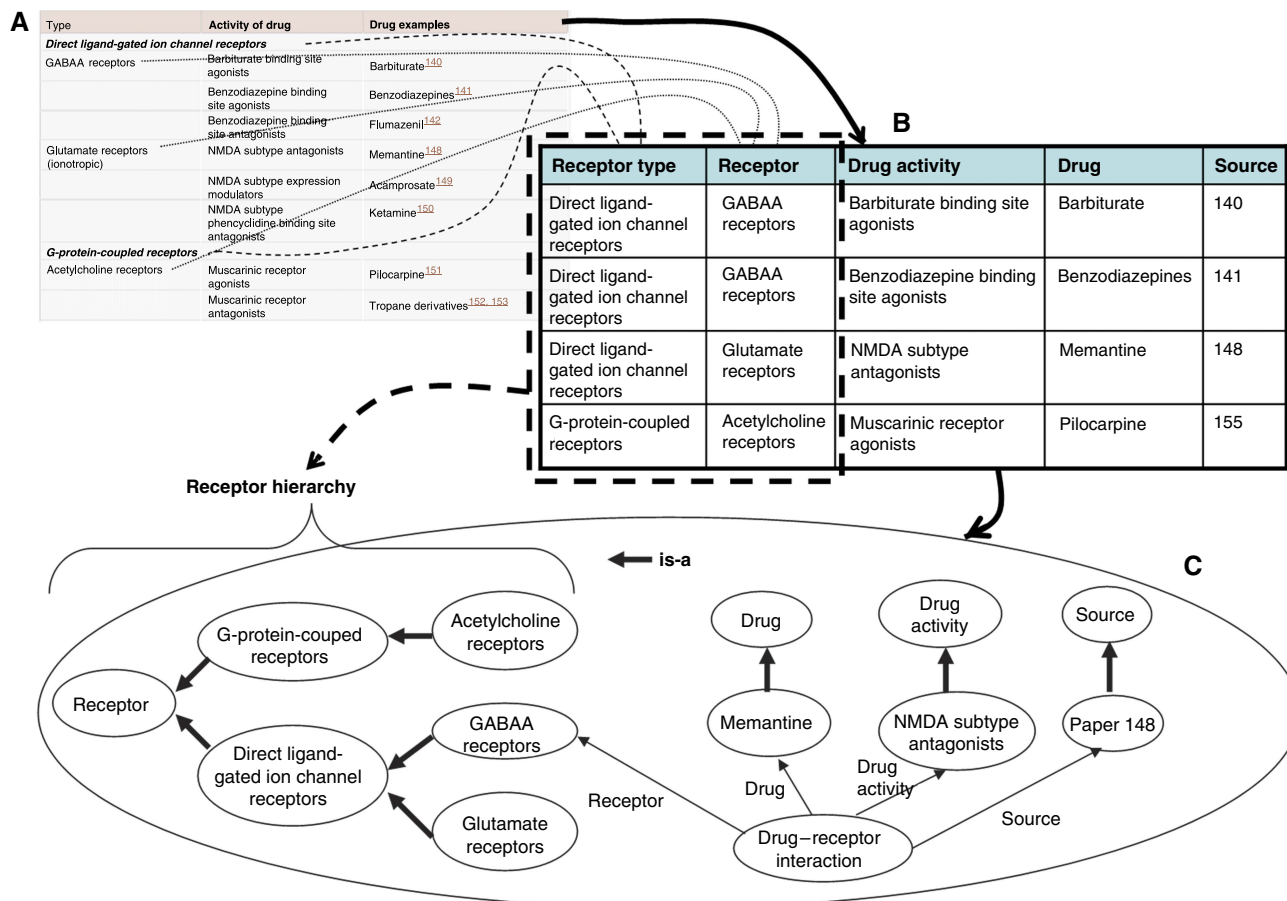 A
Type Activity of drug Drug examples
Direct ligand-gated ion channel receptors
GABAA receptors Barbiturate binding site
agonists Barbiturate140
Benzodiazepine binding
site agonists Benzodiazepines141
Benzodiazepine binding
site antagonists Flumazenil142
Glutamate receptors
(ionotropic) NMDA subtype antagonists Memantine148
NMDA subtype expression
modulators Acamprosate149
NMDA subtype
phencyclidine binding site
antagonists Ketamine150
G-protein-coupled receptors
Acetylcholine receptors Muscarinic receptor
agonists Pilocarpine151
Muscarinic receptor
antagonists Tropane derivatives152, 153
B
Receptor type Receptor Drug activity Drug Source
Direct ligand-
gated ion channel
receptors
GABAA
receptors
Barbiturate binding site
agonists
Barbiturate
140
Direct ligand-
gated ion channel
receptors
GABAA
receptors
Benzodiazepine binding
site agonists
Benzodiazepines
141
Direct ligand-
gated ion channel
receptors
Glutamate
receptors
NMDA subtype
antagonists
Memantine
148
G-protein-coupled
receptors
Acetylcholine
receptors
Muscarinic receptor
agonists
Pilocarpine
155
Receptor hierarchy
is-a
C
Receptor
G-protein-couped
receptors
Acetylcholine
receptors
Direct ligand-
gated ion channel
receptors
GABAA
receptors
Glutamate
receptors
Drug
Drug
activity
Source
Memantine
NMDA subtype
antagonists
Paper 148
Receptor
Drug
Drug
activity
Source
Drug–receptor
interaction